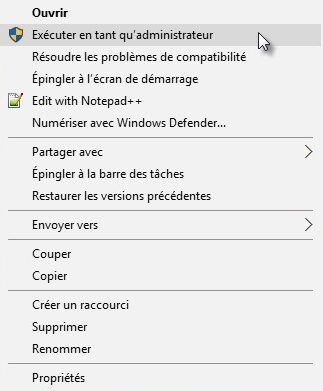 Ouvrir
Exécuter en tant qu'administrateur
Résoudre les problèmes de compatibilité
Épingler à l'écran de démarrage
Edit with Notepad++
Numériser avec Windows Defender...
Partager avec
Épingler à la barre des tâches
Restaurer les versions précédentes
Envoyer vers
Couper
Copier
Créer un raccourci
Supprimer
Renommer
Propriétés